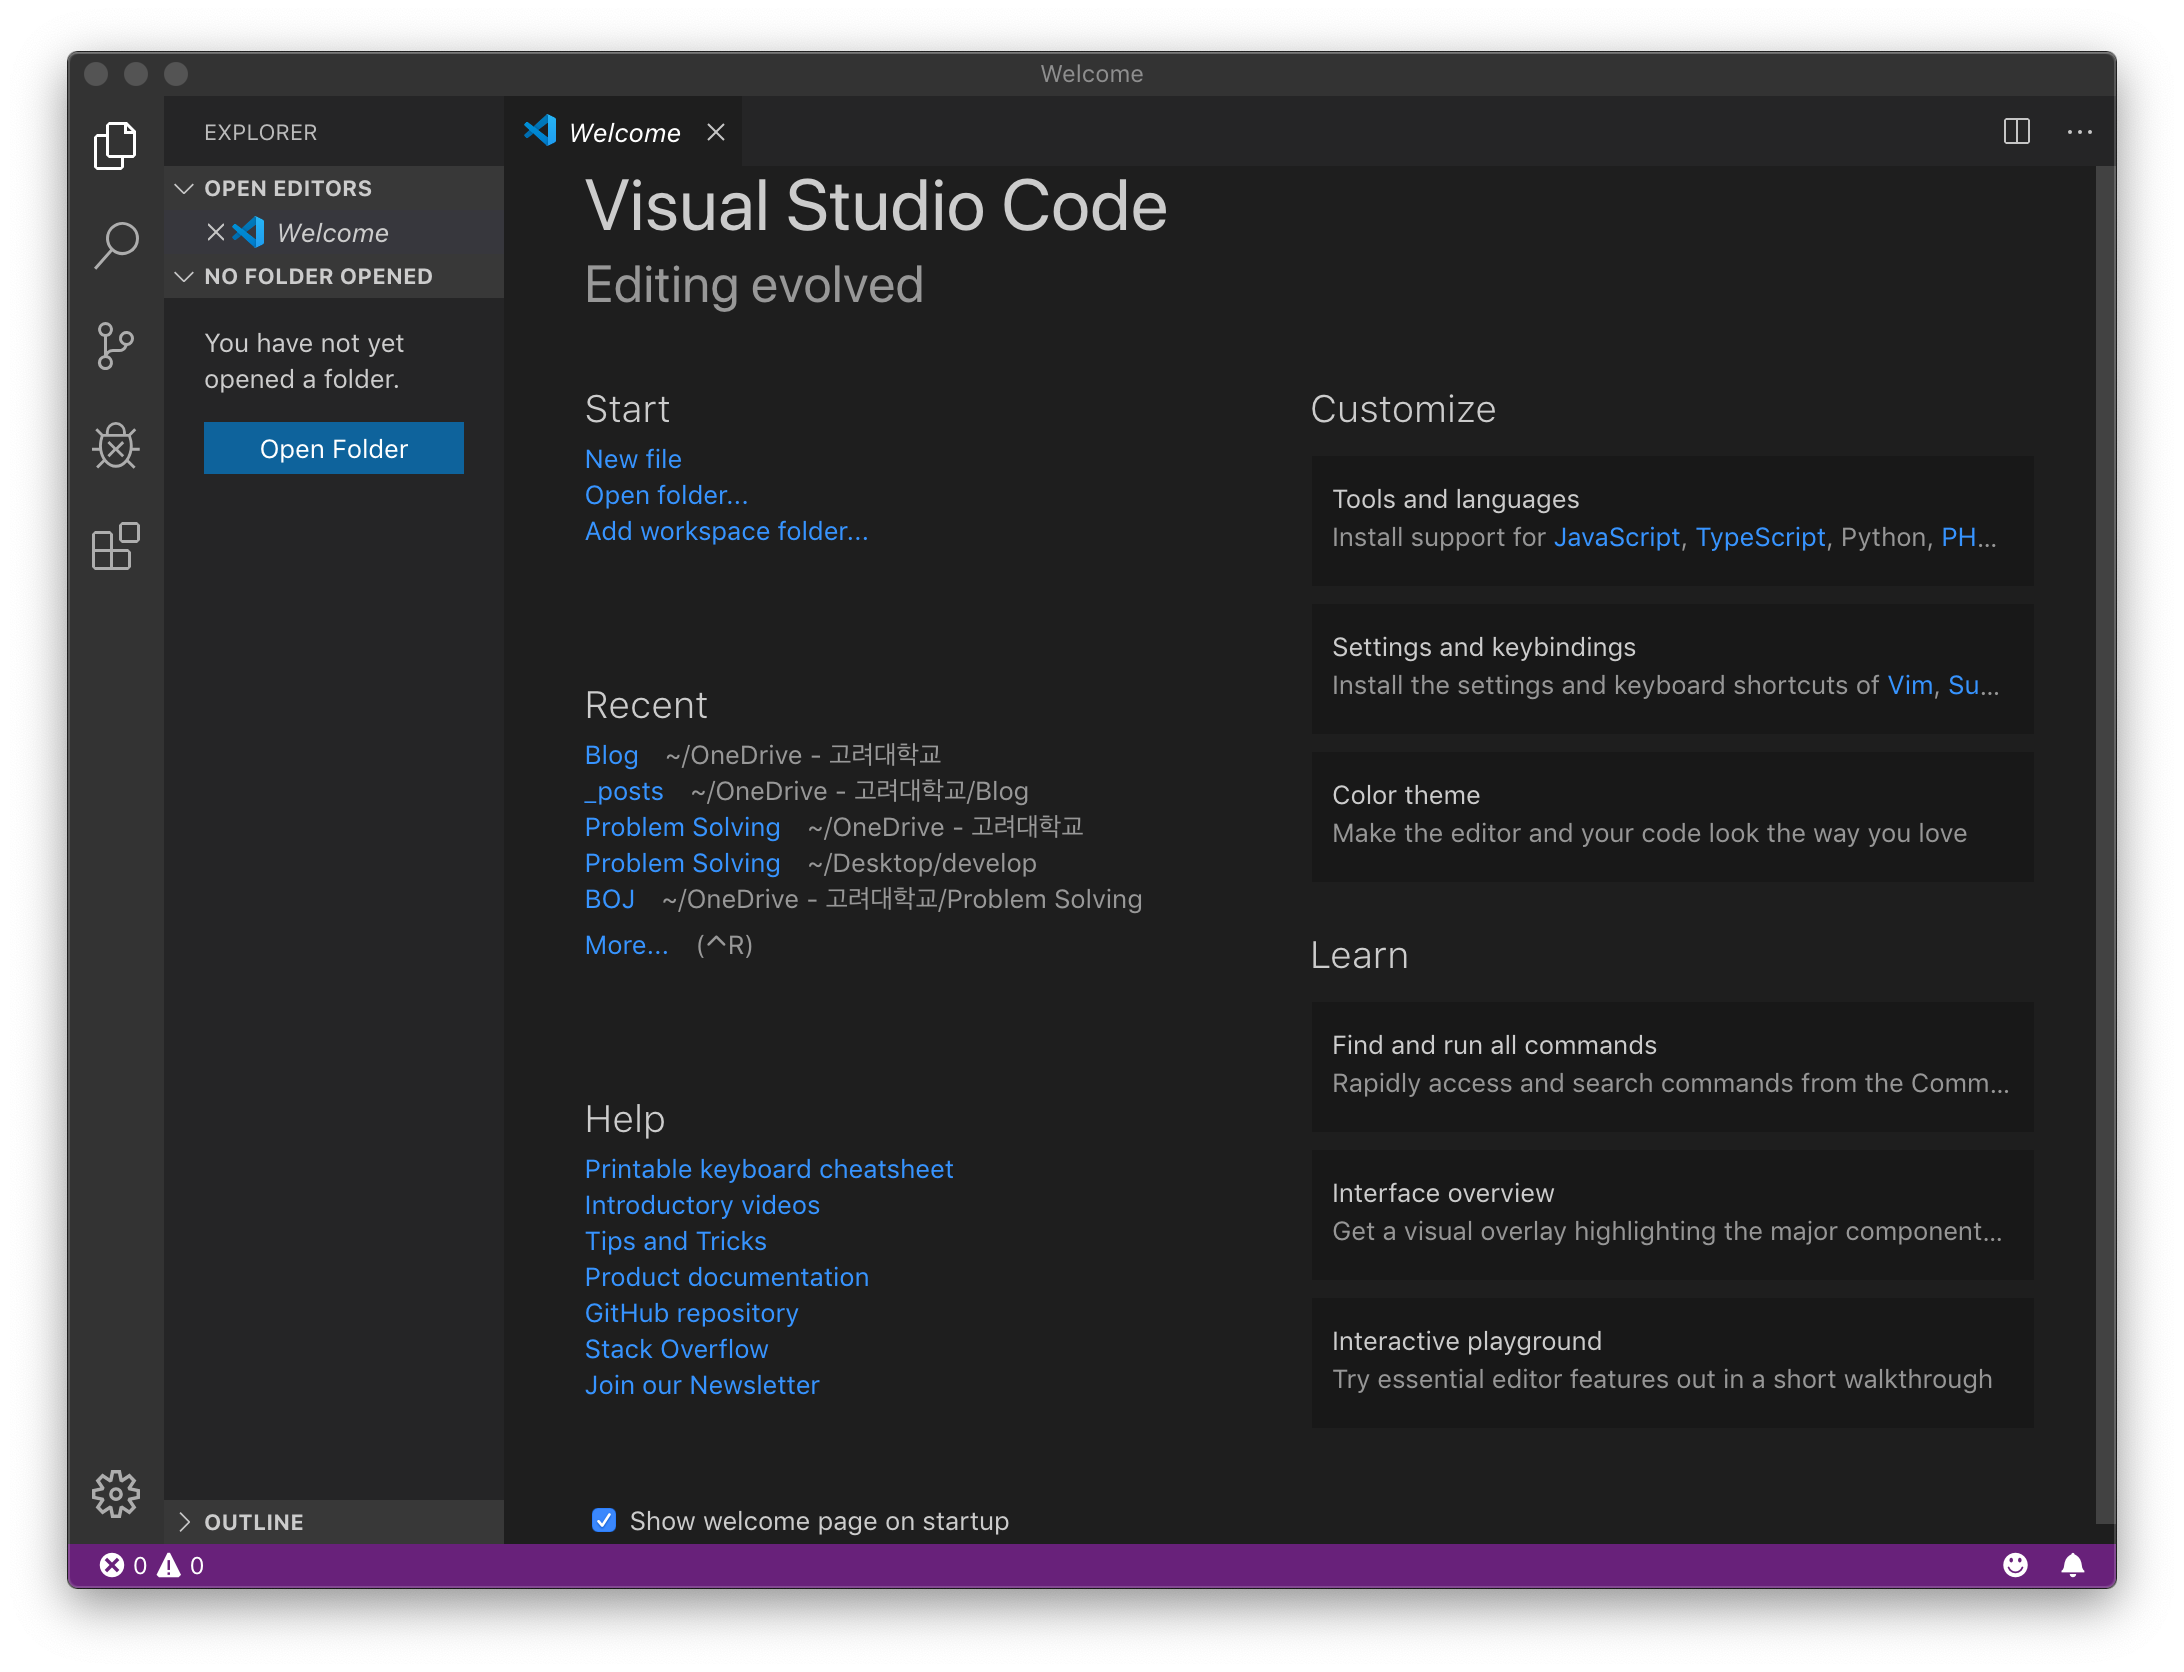 Welcome
EXPLORER
OPEN EDITORS
Welcome
NO FOLDER OPENED
You have not yet
opened a folder.
Open Folder
OUTLINE
Welcome
Visual Studio Code
Editing evolved
Start
New file
Open folder...
Add workspace folder...
Recent
Blog ~/OneDrive - 고려대학교
_posts ~/OneDrive - 고려대학교/Blog
Problem Solving ~/OneDrive - 고려대학교
Problem Solving ~/Desktop/develop
BOJ ~/OneDrive - 고려대학교/Problem Solving
More... (^R)
Help
Printable keyboard cheatsheet
Introductory videos
Tips and Tricks
Product documentation
GitHub repository
Stack Overflow
Join our Newsletter
Show welcome page on startup
Customize
Tools and languages
Install support for JavaScript, TypeScript, Python, PH...
Settings and keybindings
Install the settings and keyboard shortcuts of Vim, Su...
Color theme
Make the editor and your code look the way you love
Learn
Find and run all commands
Rapidly access and search commands from the Comm...
Interface overview
Get a visual overlay highlighting the major component...
Interactive playground
Try essential editor features out in a short walkthrough
0 0